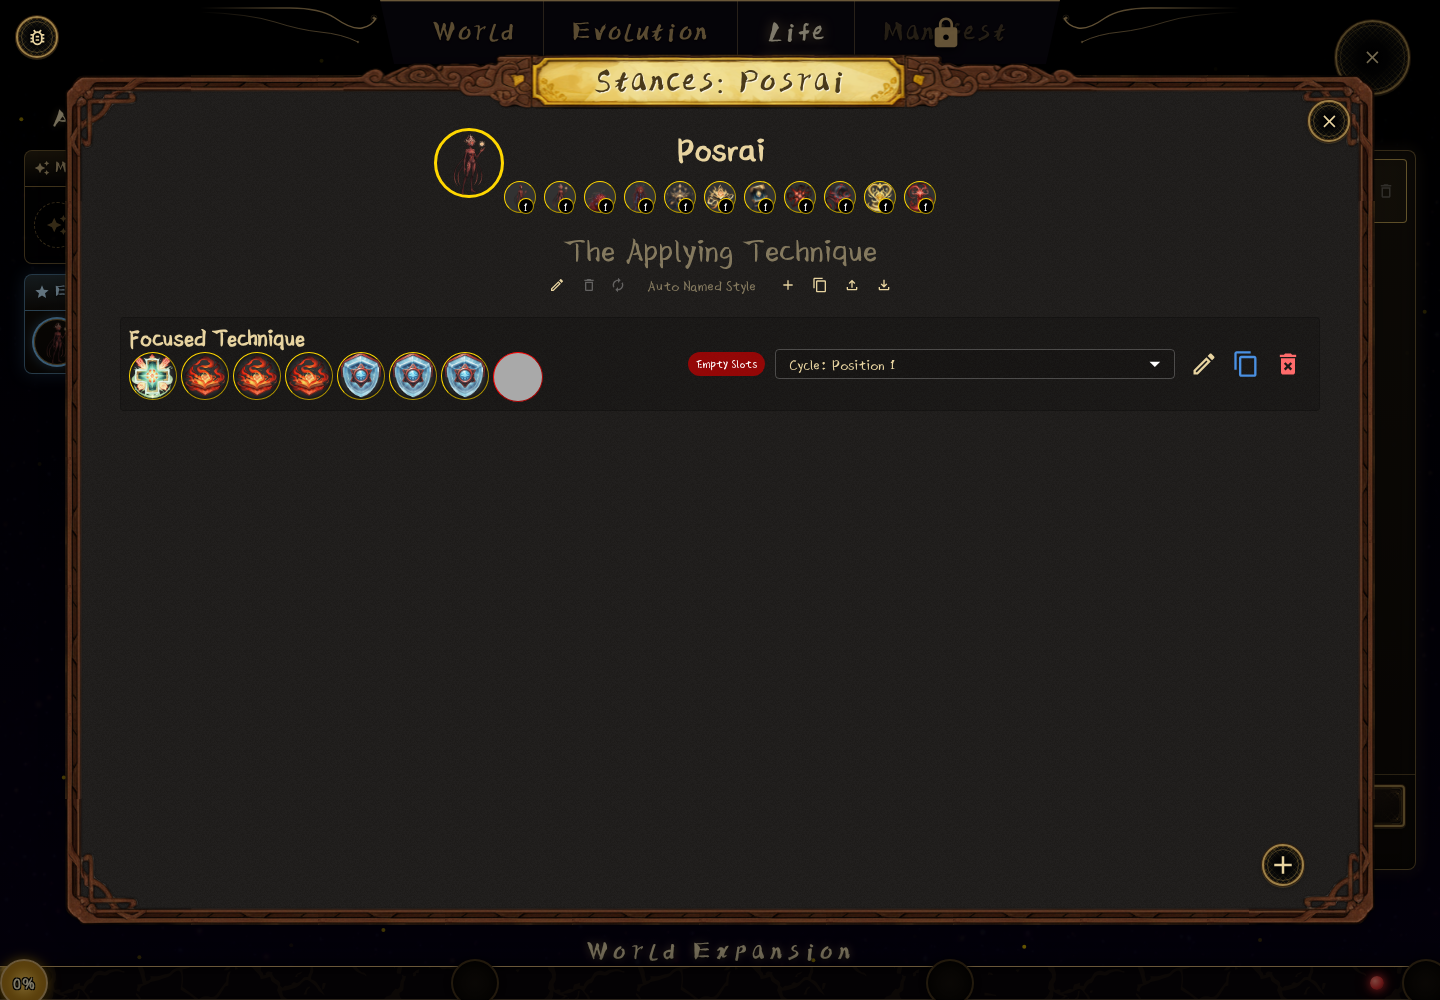 World
Evolution
Life
Manifest
Stances: Posrai
Posrai
The Applying Technique
Auto Named Style
Focused Technique
Empty Slots
Cycle: Position 1
World Expansion
0%